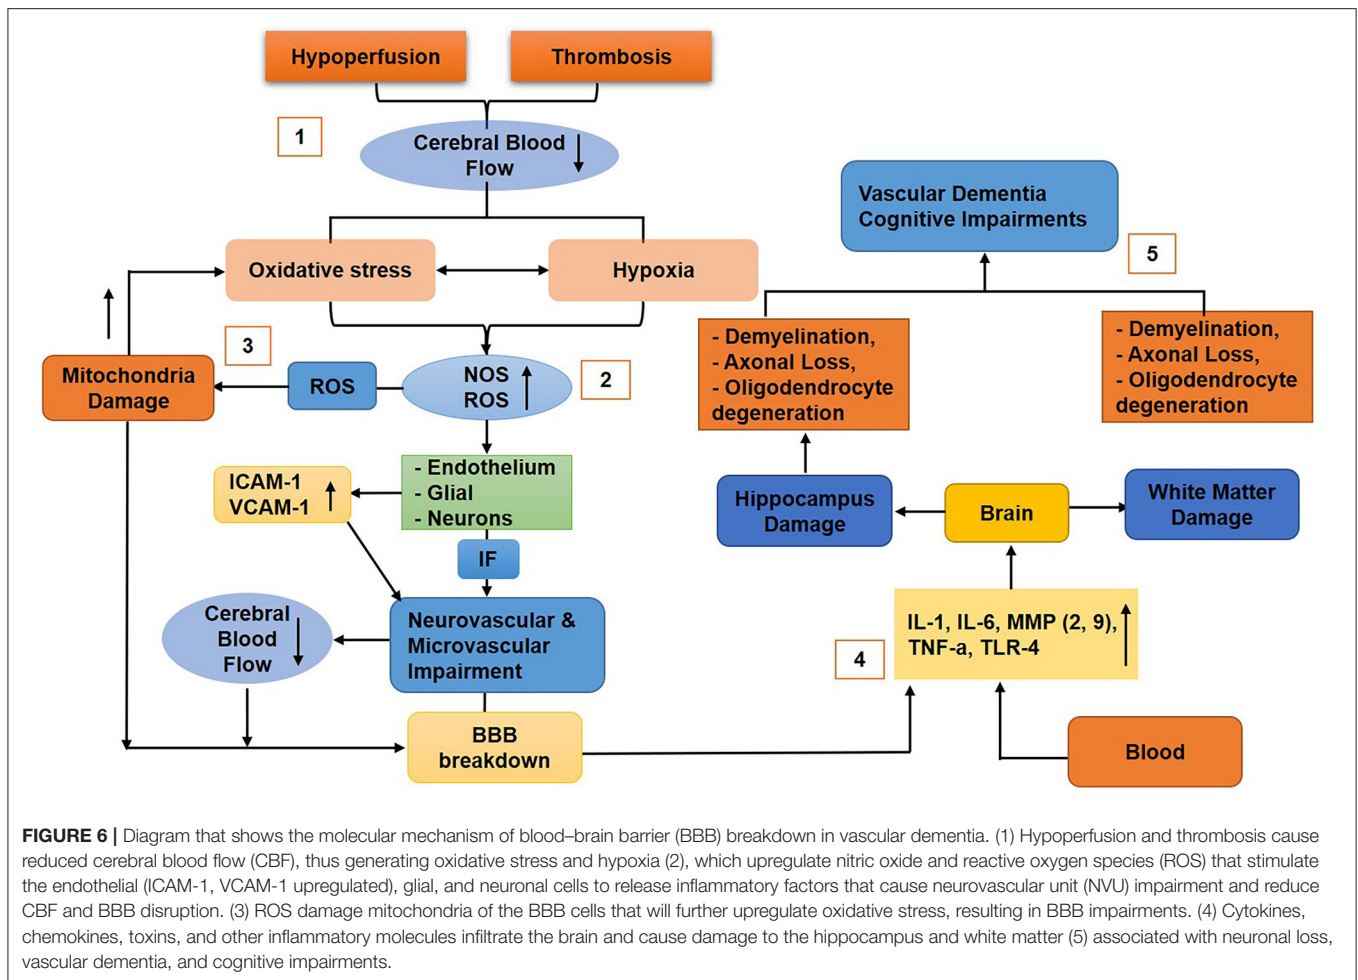 Hypoperfusion
Thrombosis
1
Cerebral Blood
Flow
Vascular Dementia
Cognitive Impairments
5
Oxidative stress
Hypoxia
- Demyelination,
- Axonal Loss,
- Oligodendrocyte
degeneration
- Demyelination,
- Axonal Loss,
- Oligodendrocyte
degeneration
3
Mitochondria
Damage
ROS
NOS
ROS
2
ICAM-1
VCAM-1
- Endothelium
- Glial
- Neurons
Hippocampus
Damage
Brain
White Matter
Damage
IF
Cerebral
Blood
Flow
Neurovascular &
Microvascular
Impairment
IL-1, IL-6, MMP (2, 9),
TNF-a, TLR-4
4
BBB
breakdown
Blood
FIGURE 6 | Diagram that shows the molecular mechanism of blood–brain barrier (BBB) breakdown in vascular dementia. (1) Hypoperfusion and thrombosis cause
reduced cerebral blood flow (CBF), thus generating oxidative stress and hypoxia (2), which upregulate nitric oxide and reactive oxygen species (ROS) that stimulate
the endothelial (ICAM-1, VCAM-1 upregulated), glial, and neuronal cells to release inflammatory factors that cause neurovascular unit (NVU) impairment and reduce
CBF and BBB disruption. (3) ROS damage mitochondria of the BBB cells that will further upregulate oxidative stress, resulting in BBB impairments. (4) Cytokines,
chemokines, toxins, and other inflammatory molecules infiltrate the brain and cause damage to the hippocampus and white matter (5) associated with neuronal loss,
vascular dementia, and cognitive impairments.